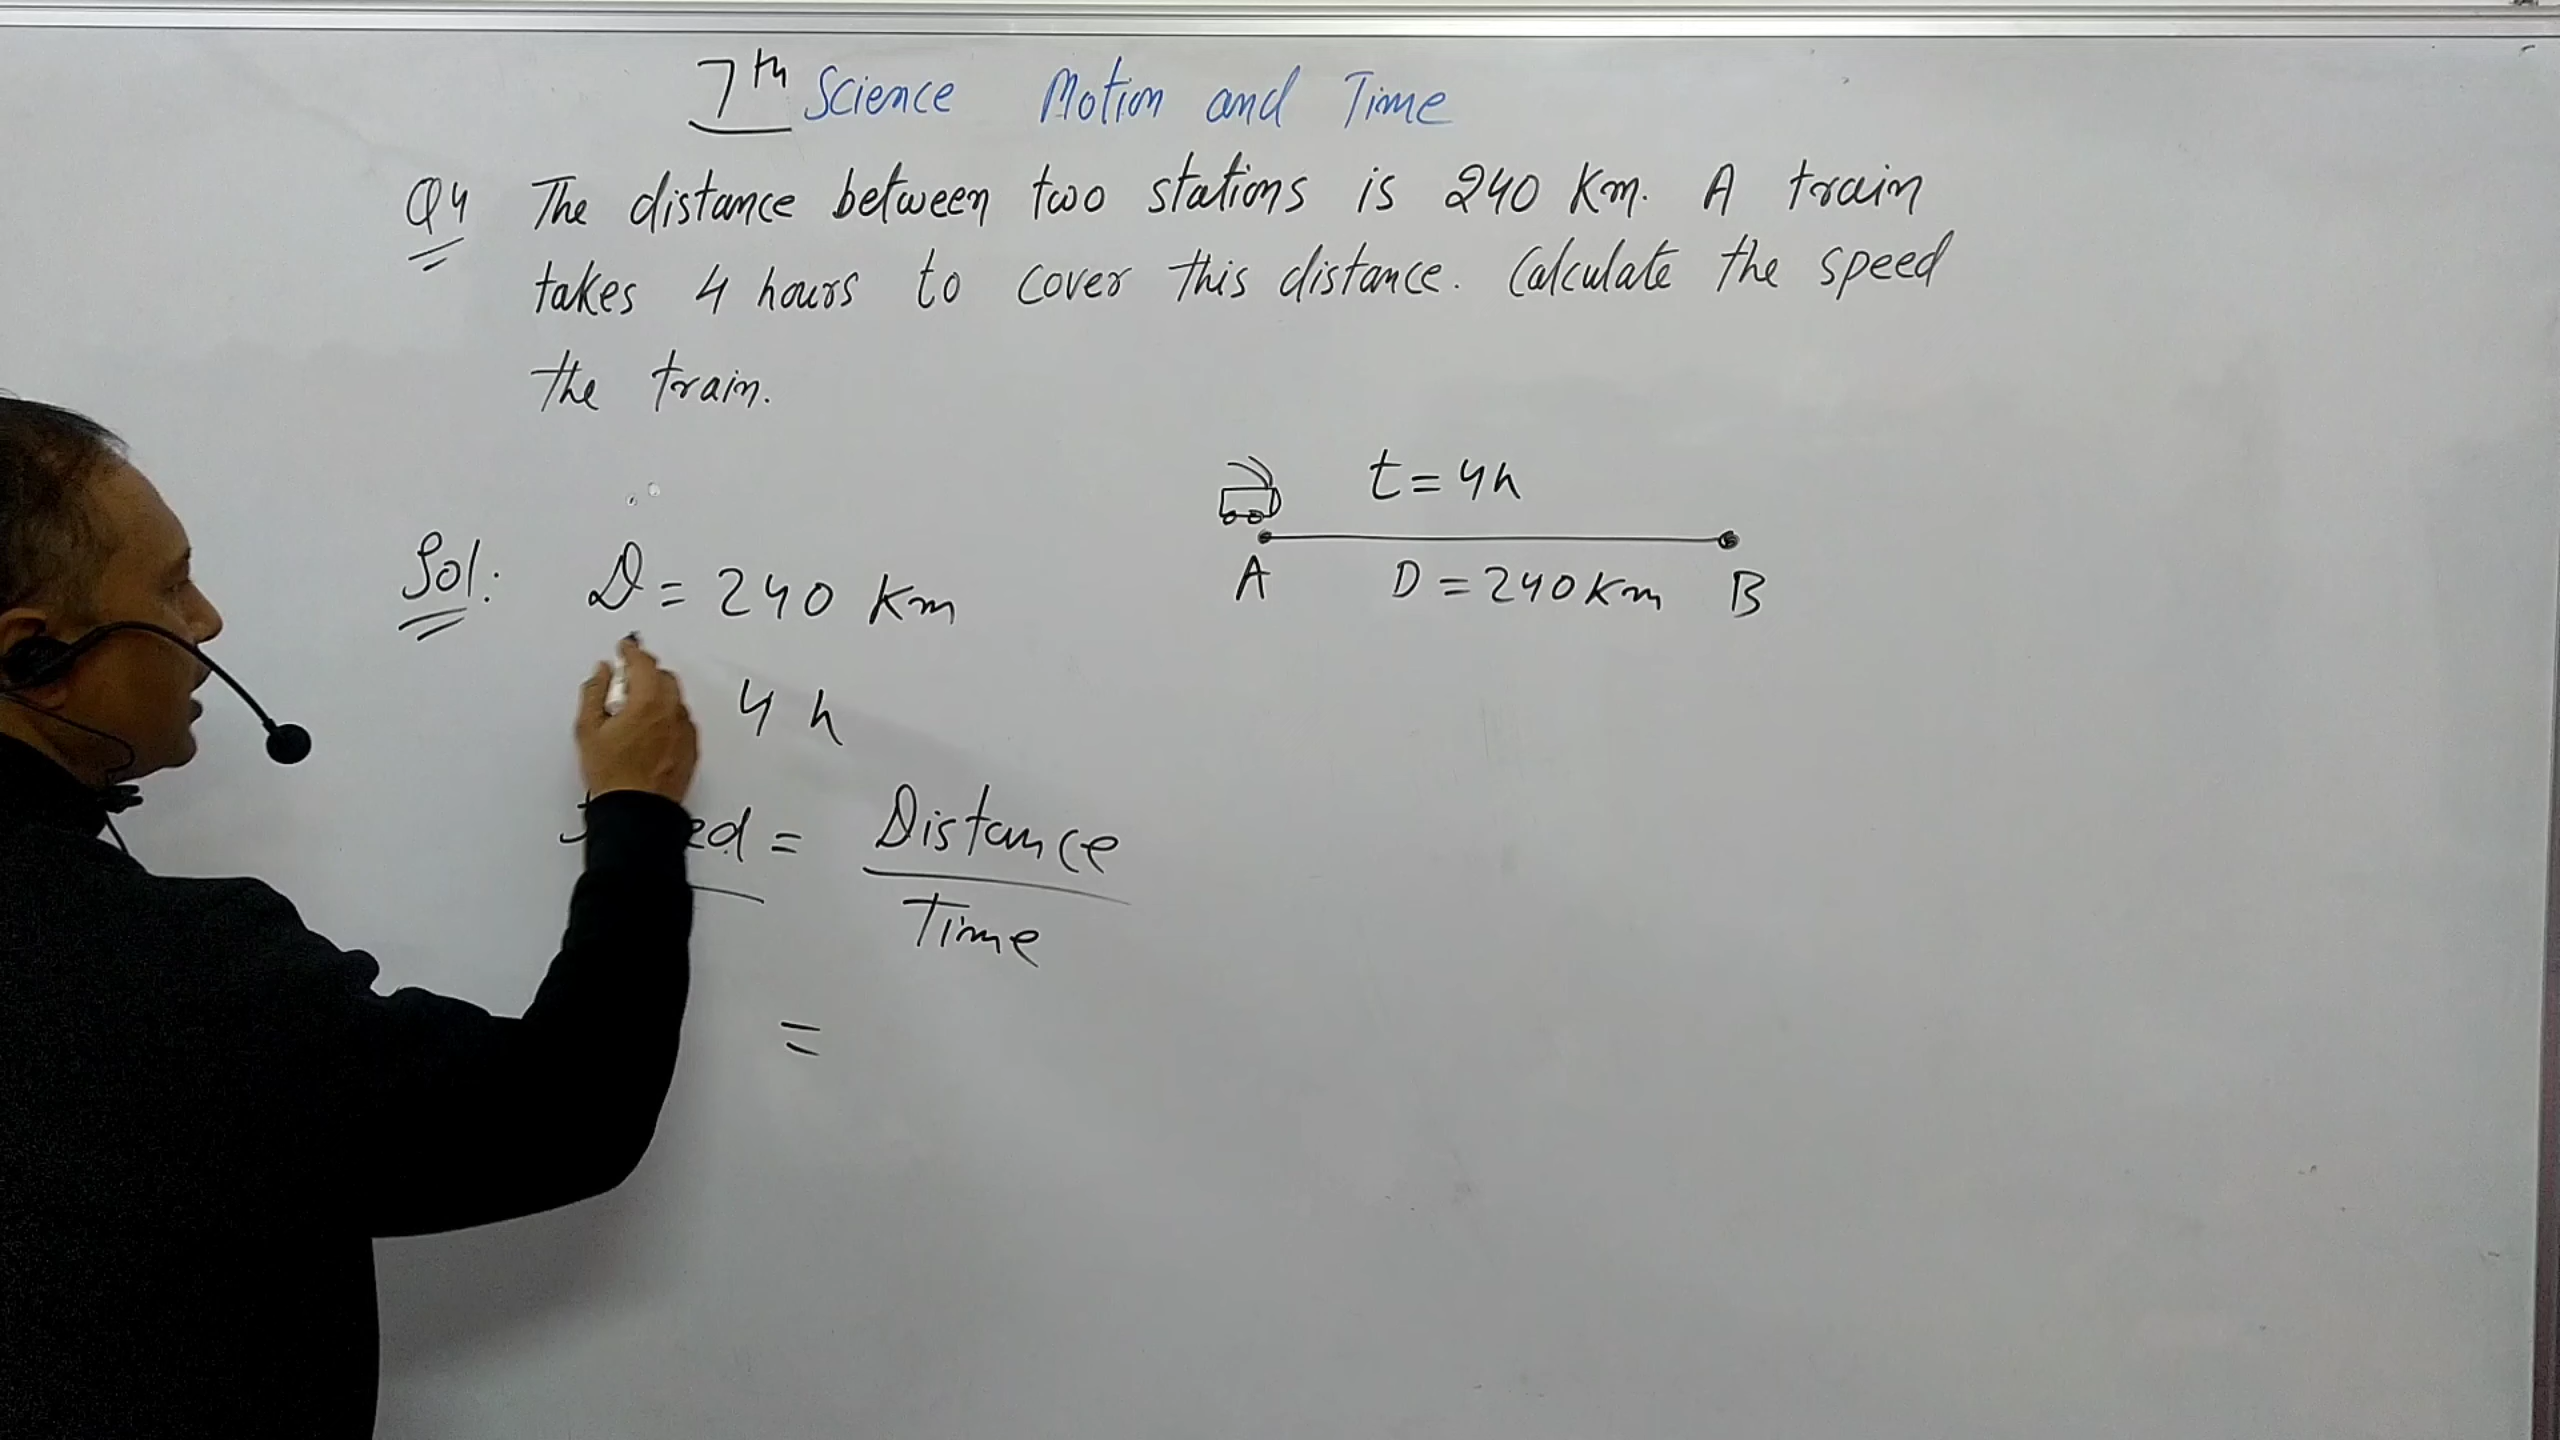 7th Science Motion and Time
Q4 The distance between two stations is 240 Km. A train
takes 4 hours to cover this distance. Calculate the speed
the train.
t = 4h
A D = 240 Km B
Sol: D = 240 Km
4 h
= Distance
Time
=